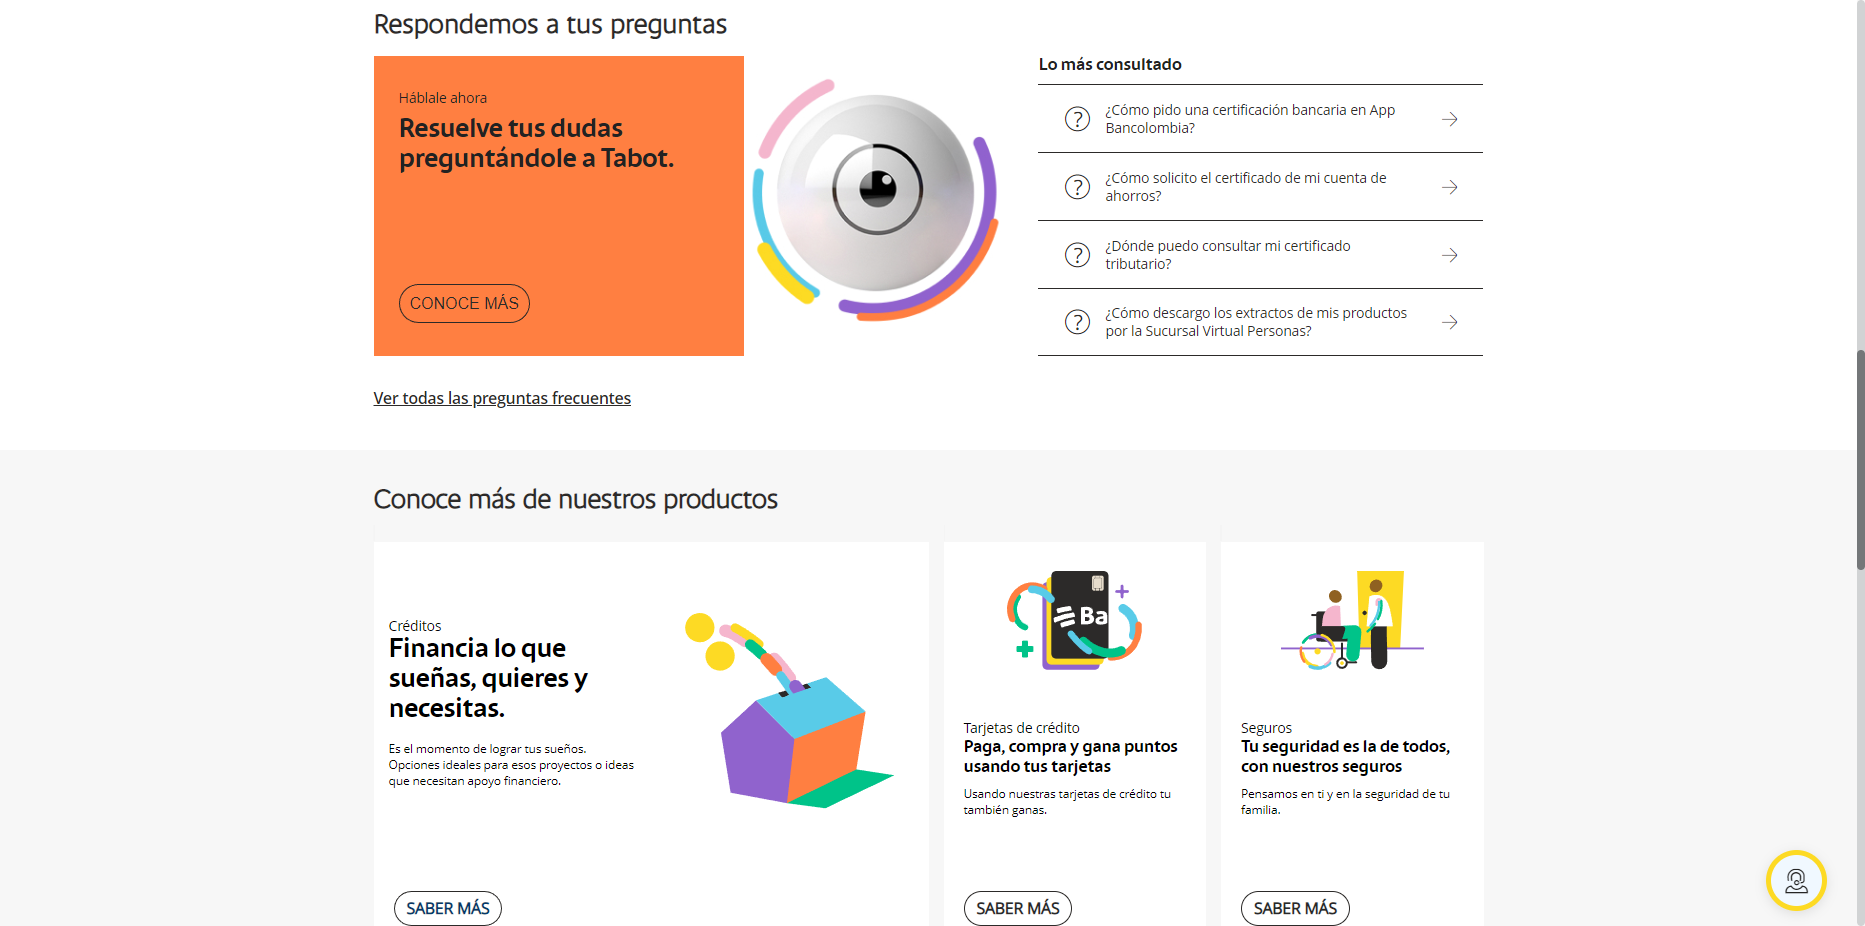 Respondemos a tus preguntas
Háblale ahora
Resuelve tus dudas
preguntándole a Tabot.
CONOCE MÁS
Lo más consultado
¿Cómo pido una certificación bancaria en App
Bancolombia?
¿Cómo solicito el certificado de mi cuenta de
ahorros?
¿Dónde puedo consultar mi certificado
tributario?
¿Cómo descargo los extractos de mis productos
por la Sucursal Virtual Personas?
Ver todas las preguntas frecuentes
Conoce más de nuestros productos
Créditos
Financia lo que
sueñas, quieres y
necesitas.
Es el momento de lograr tus sueños.
Opciones ideales para esos proyectos o ideas
que necesitan apoyo financiero.
SABER MÁS
Ba
Tarjetas de crédito
Paga, compra y gana puntos
usando tus tarjetas
Usando nuestras tarjetas de crédito tu
también ganas.
SABER MÁS
Seguros
Tu seguridad es la de todos,
con nuestros seguros
Pensamos en ti y en la seguridad de tu
familia.
SABER MÁS